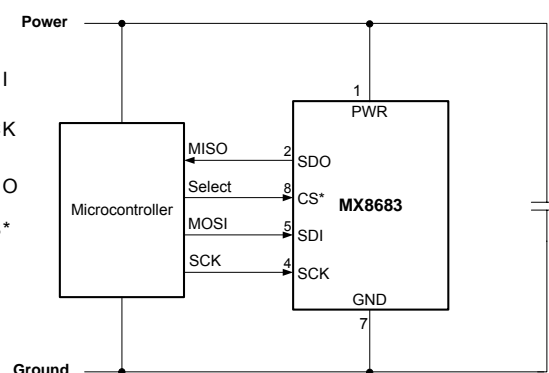 Power
I
K
O
*
1
PWR
MISO
2
SDO
Select
8
CS*
MX8683
Microcontroller
MOSI
5
SDI
SCK
4
SCK
GND
7
Ground